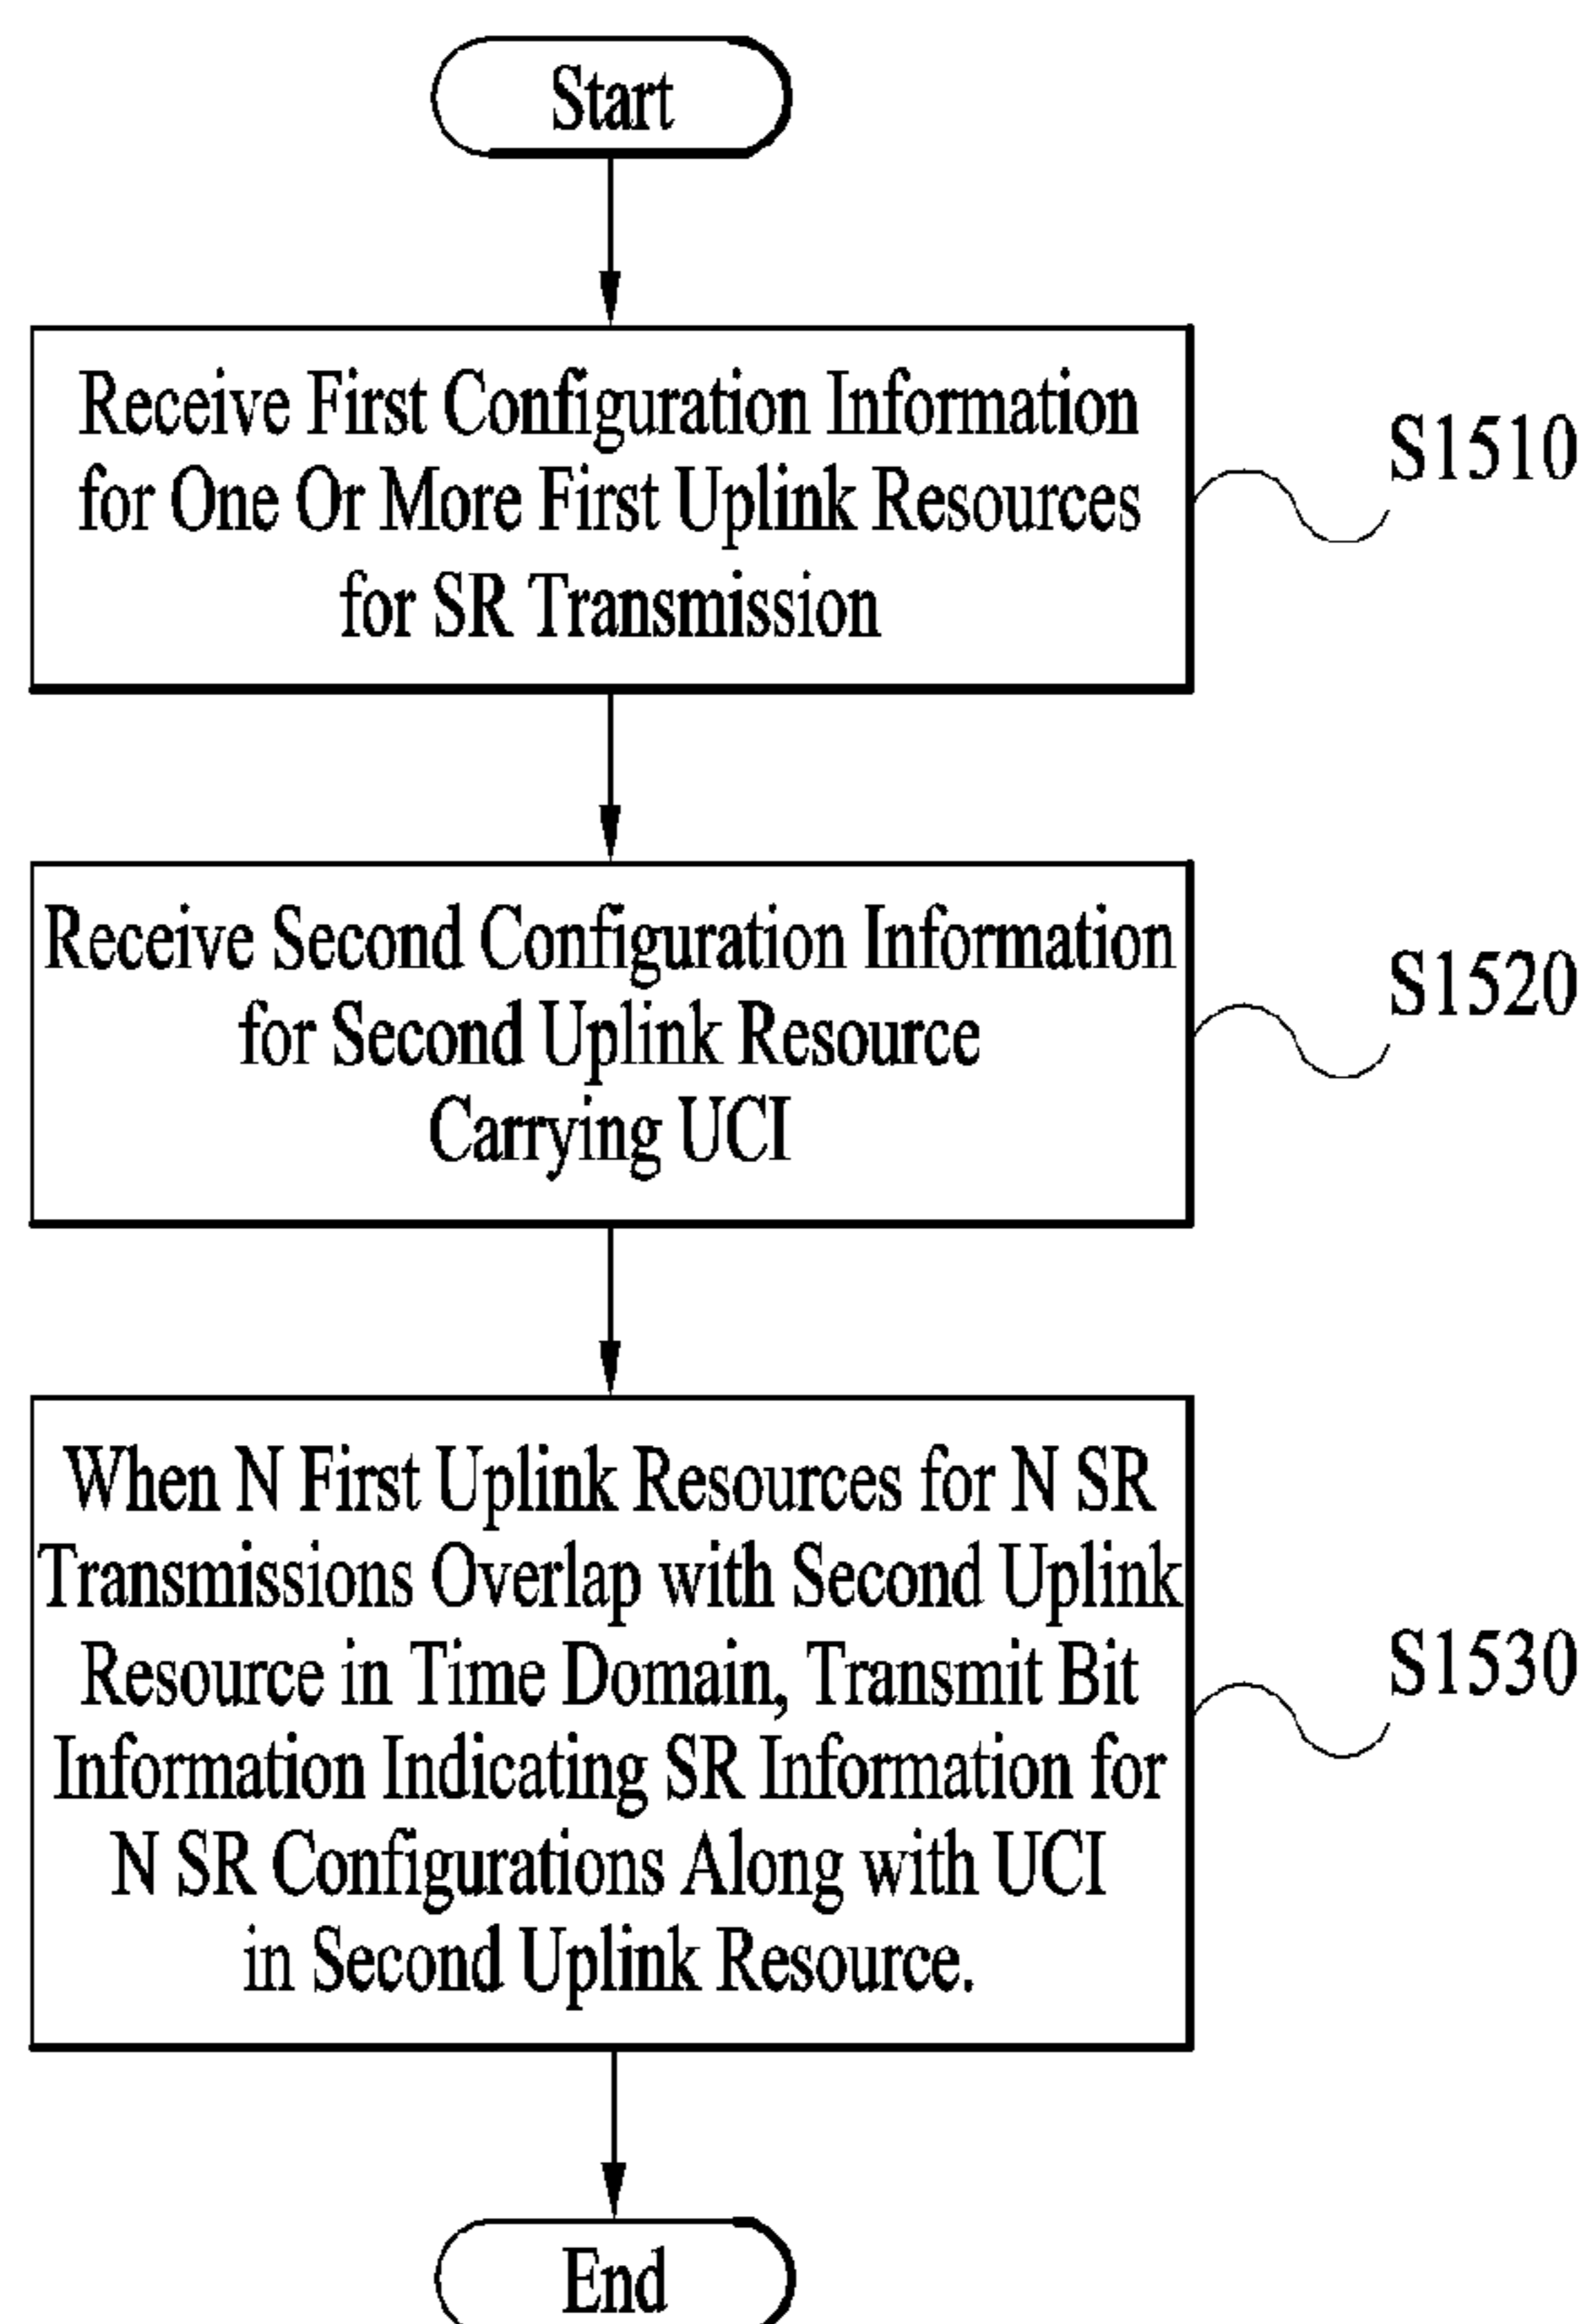 Start
Receive First Configuration Information
for One Or More First Uplink Resources
for SR Transmission
S1510
Receive Second Configuration Information
for Second Uplink Resource
Carrying UCI
S1520
When N First Uplink Resources for N SR
Transmissions Overlap with Second Uplink
Resource in Time Domain, Transmit Bit
Information Indicating SR Information for
N SR Configurations Along with UCI
in Second Uplink Resource.
S1530
End